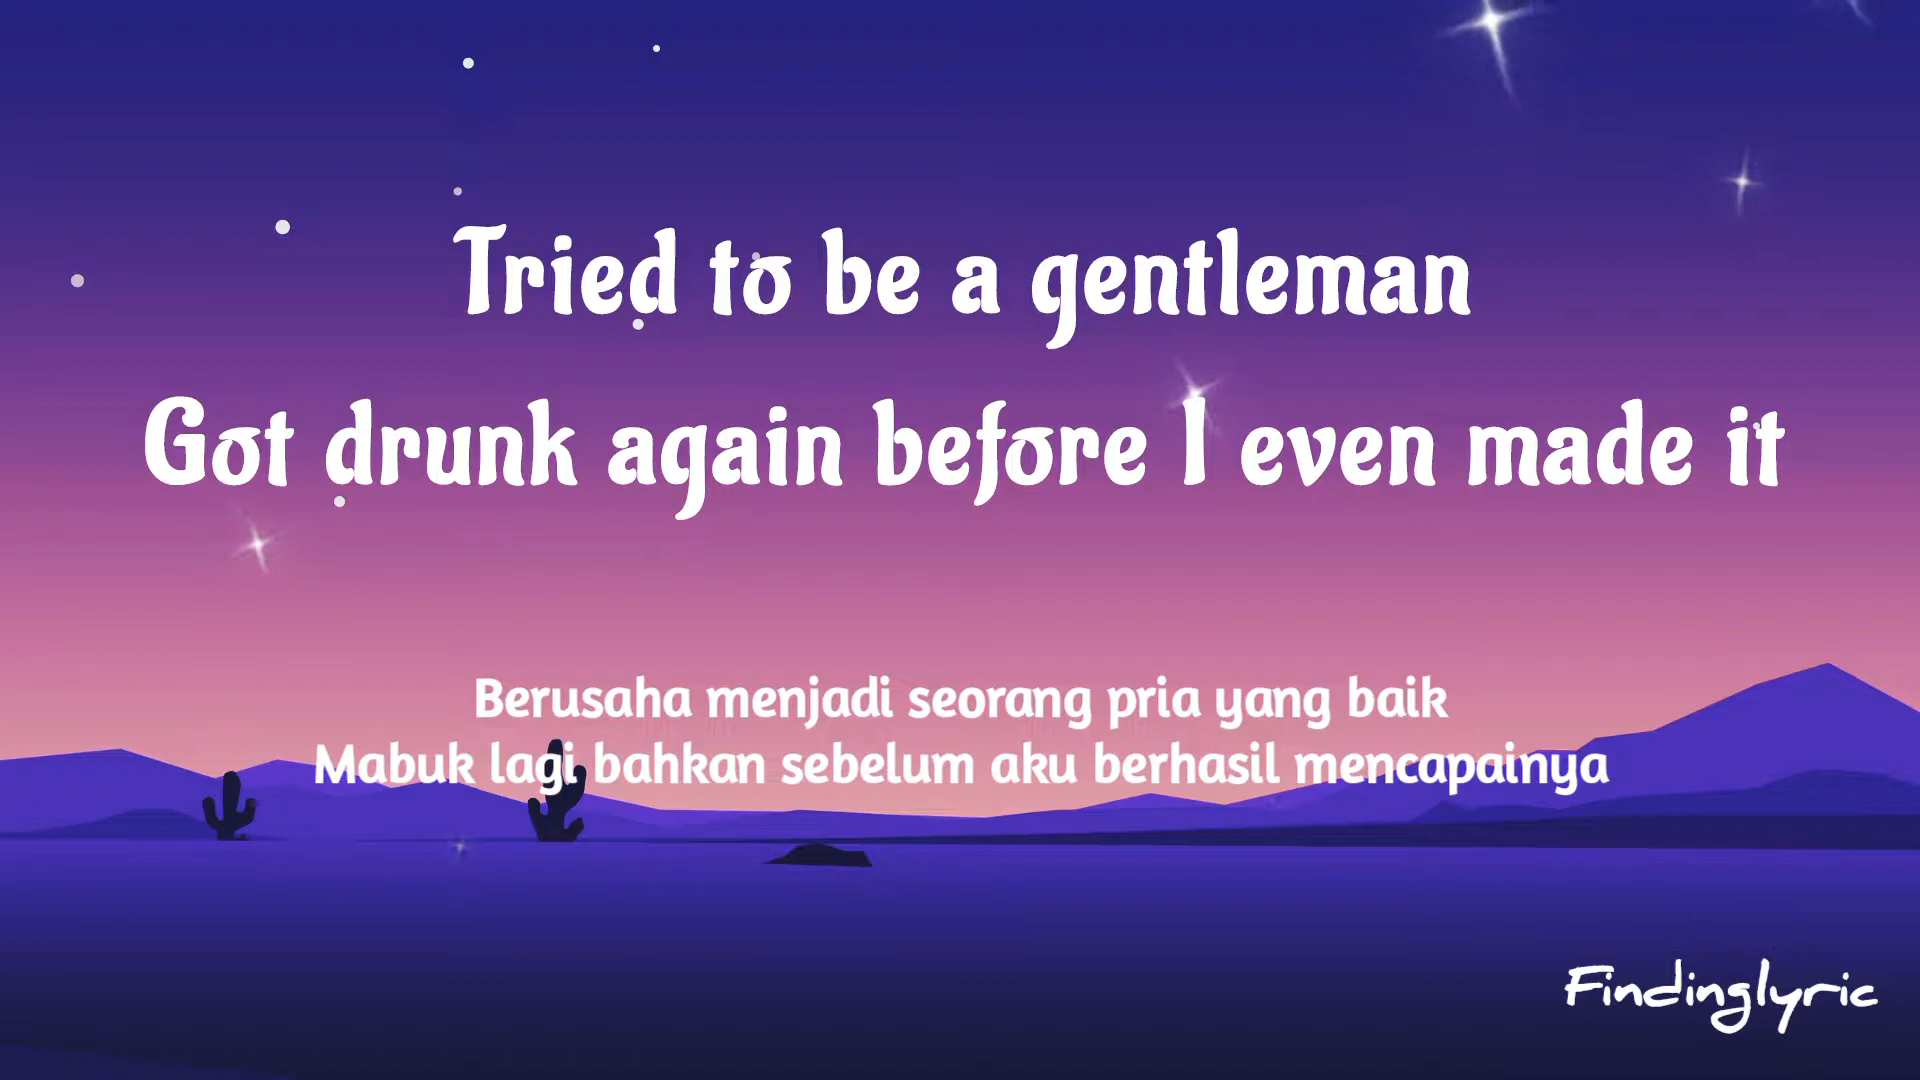 Tried to be a gentleman
Got drunk again before I even made it
Berusaha menjadi seorang pria yang baik
Mabuk lagi bahkan sebelum aku berhasil mencapainya
Findinglyric